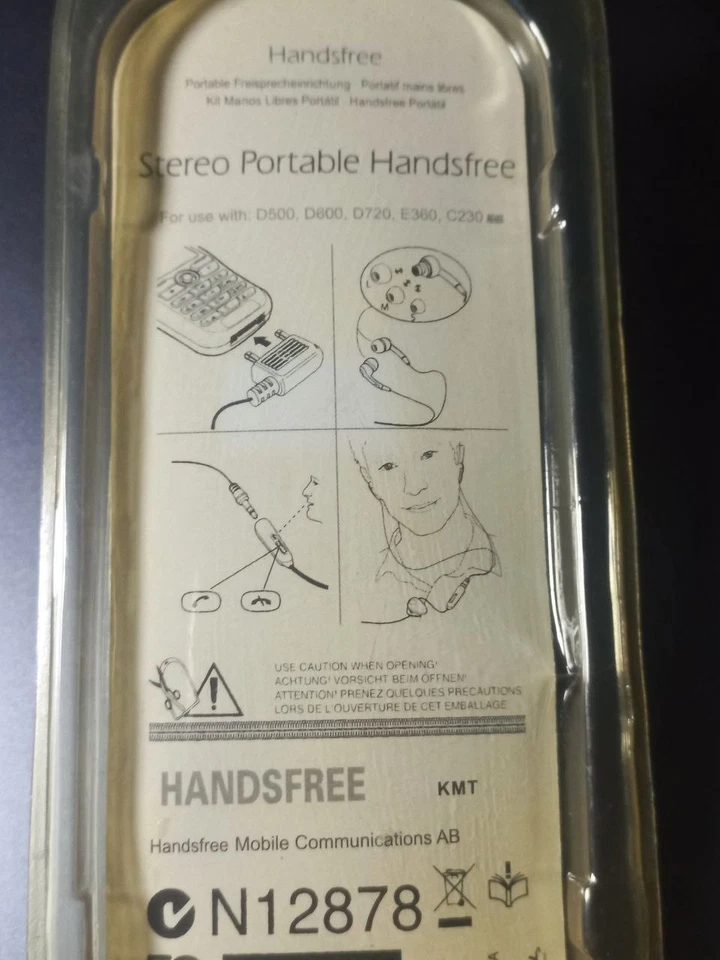 Handsfree
Portable Freisprecheinrichtung Portatif mains libres
Kit Manos Libres Portátil Handsfree Portátil
Stereo Portable Handsfree
For use with: D500, D600, D720, E360, C230
L
M
S
USE CAUTION WHEN OPENING!
ACHTUNG! VORSICHT BEIM ÖFFNEN!
ATTENTION! PRENEZ QUELQUES PRECAUTIONS
LORS DE L'OUVERTURE DE CET EMBALLAGE
HANDSFREE KMT
Handsfree Mobile Communications AB
N12878